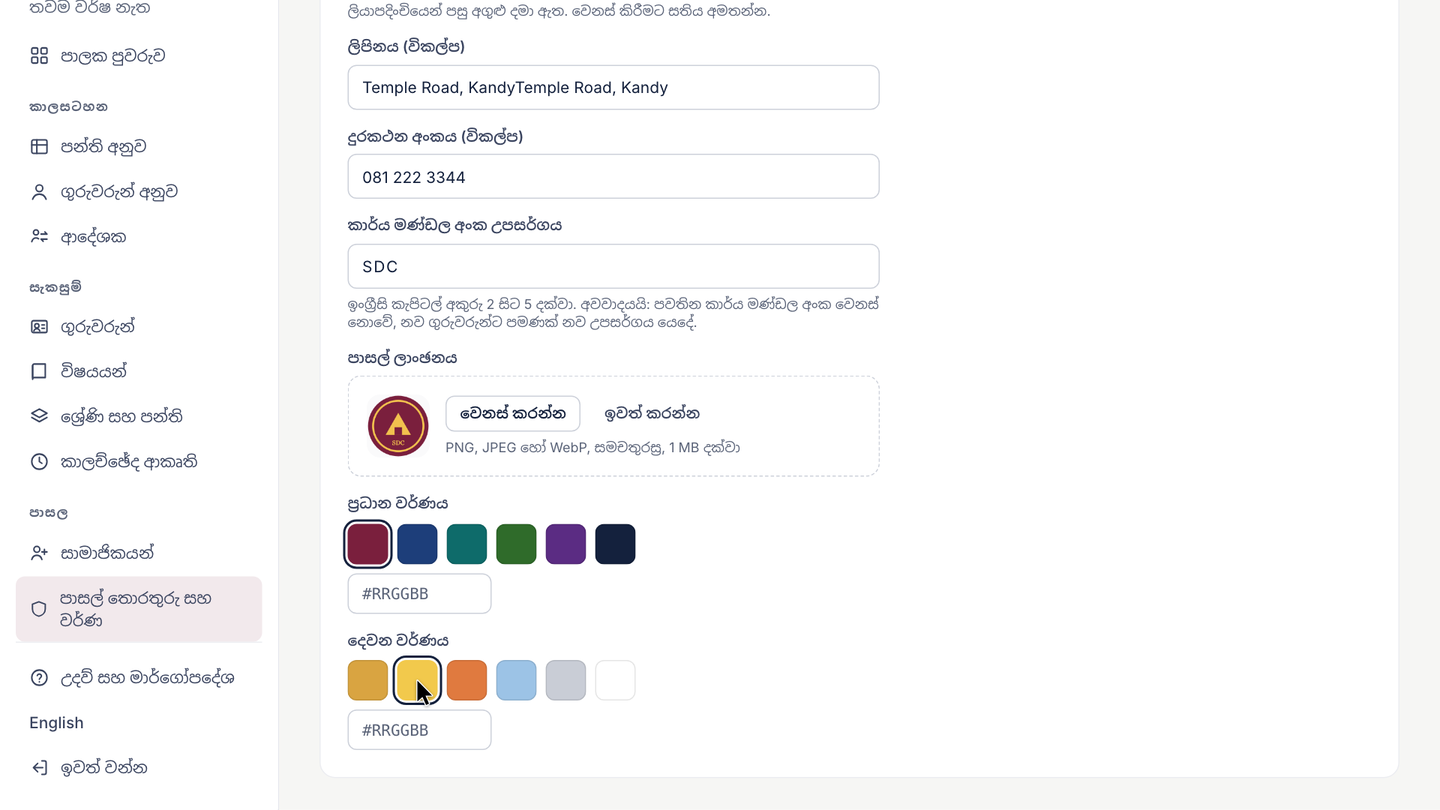 තවම වර්ෂ නැත
පාලක පුවරුව
කාලසටහන
පන්ති අනුව
ගුරුවරුන් අනුව
ආදේශක
සැකසුම්
ගුරුවරුන්
විෂයයන්
ශ්‍රේණි සහ පන්ති
කාලච්ඡේද ආකෘති
පාසල
සාමාජිකයන්
පාසල් තොරතුරු සහ
වර්ණ
උදව් සහ මාර්ගෝපදේශ
English
ඉවත් වන්න
ලියාපදිංචියෙන් පසු අගුළු දමා ඇත. වෙනස් කිරීමට සතිය අමතන්න.
ලිපිනය (විකල්ප)
Temple Road, KandyTemple Road, Kandy
දුරකථන අංකය (විකල්ප)
081 222 3344
කාර්ය මණ්ඩල අංක උපසර්ගය
SDC
ඉංග්‍රීසි කැපිටල් අකුරු 2 සිට 5 දක්වා. අවවාදයයි: පවතින කාර්ය මණ්ඩල අංක වෙනස්
නොවේ, නව ගුරුවරුන්ට පමණක් නව උපසර්ගය යෙදේ.
පාසල් ලාංඡනය
SDC
වෙනස් කරන්න
ඉවත් කරන්න
PNG, JPEG හෝ WebP, සමචතුරස්‍ර, 1 MB දක්වා
ප්‍රධාන වර්ණය
#RRGGBB
දෙවන වර්ණය
#RRGGBB